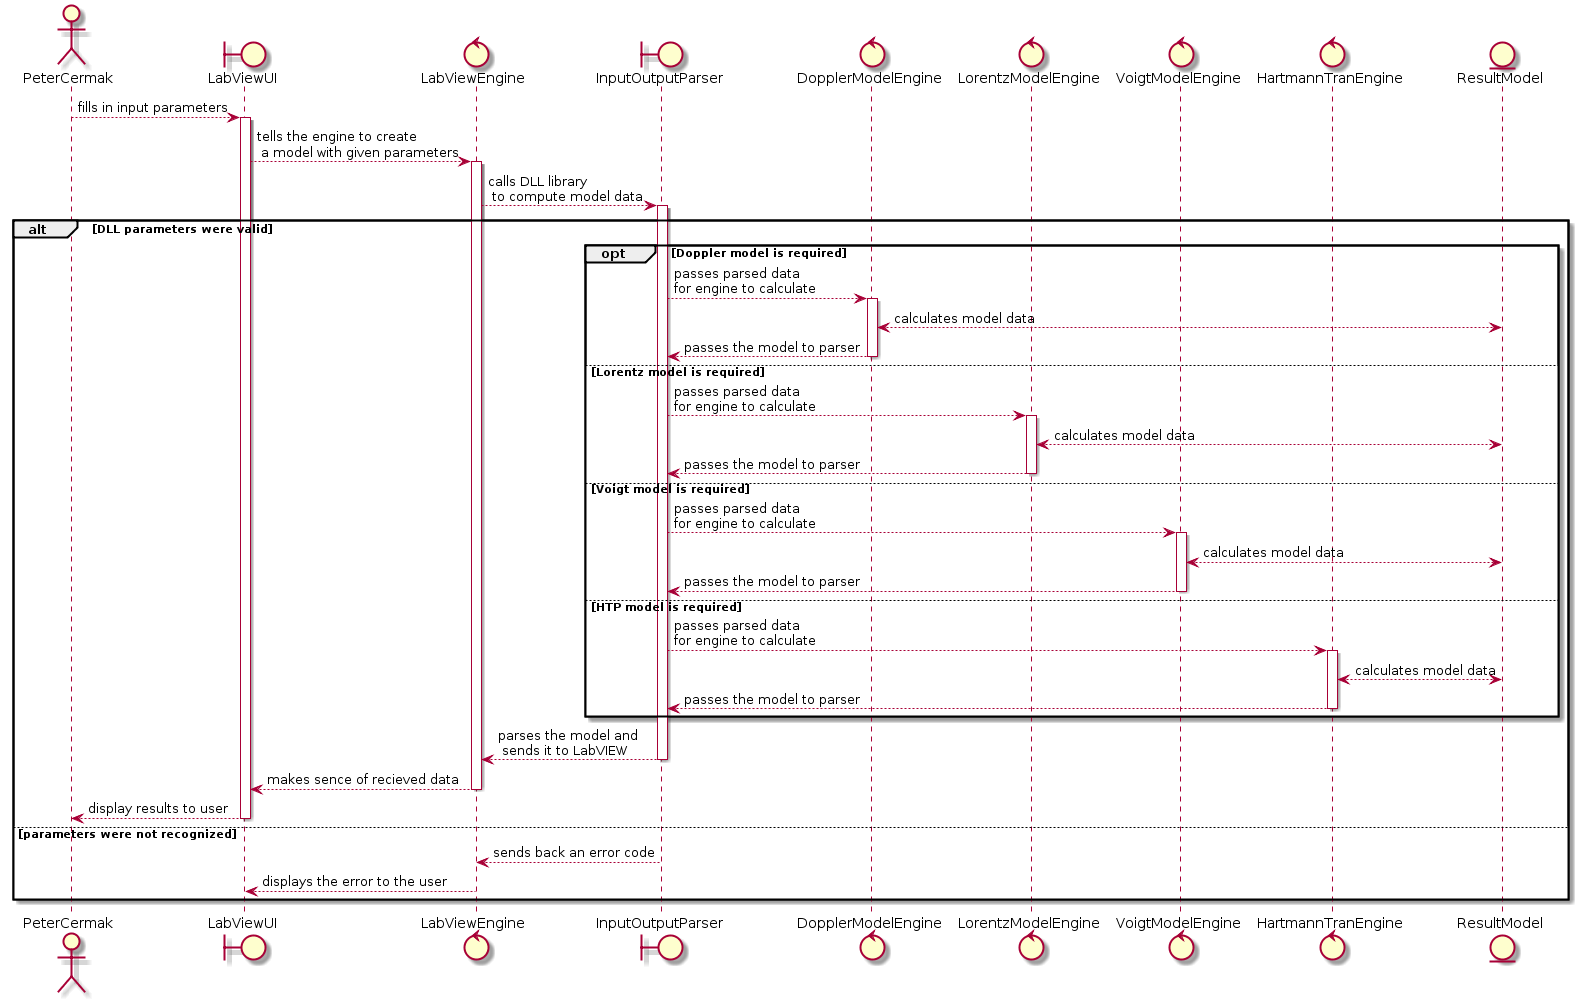 PeterCermak
LabViewUI
LabViewEngine
InputOutputParser
DopplerModelEngine
LorentzModelEngine
VoigtModelEngine
HartmannTranEngine
ResultModel
fills in input parameters
tells the engine to create
a model with given parameters
calls DLL library
to compute model data
alt
[DLL parameters were valid]
opt
[Doppler model is required]
passes parsed data
for engine to calculate
calculates model data
passes the model to parser
[Lorentz model is required]
passes parsed data
for engine to calculate
calculates model data
passes the model to parser
[Voigt model is required]
passes parsed data
for engine to calculate
calculates model data
passes the model to parser
[HTP model is required]
passes parsed data
for engine to calculate
calculates model data
passes the model to parser
parses the model and
sends it to LabVIEW
makes sence of recieved data
display results to user
[parameters were not recognized]
sends back an error code
displays the error to the user
PeterCermak
LabViewUI
LabViewEngine
InputOutputParser
DopplerModelEngine
LorentzModelEngine
VoigtModelEngine
HartmannTranEngine
ResultModel